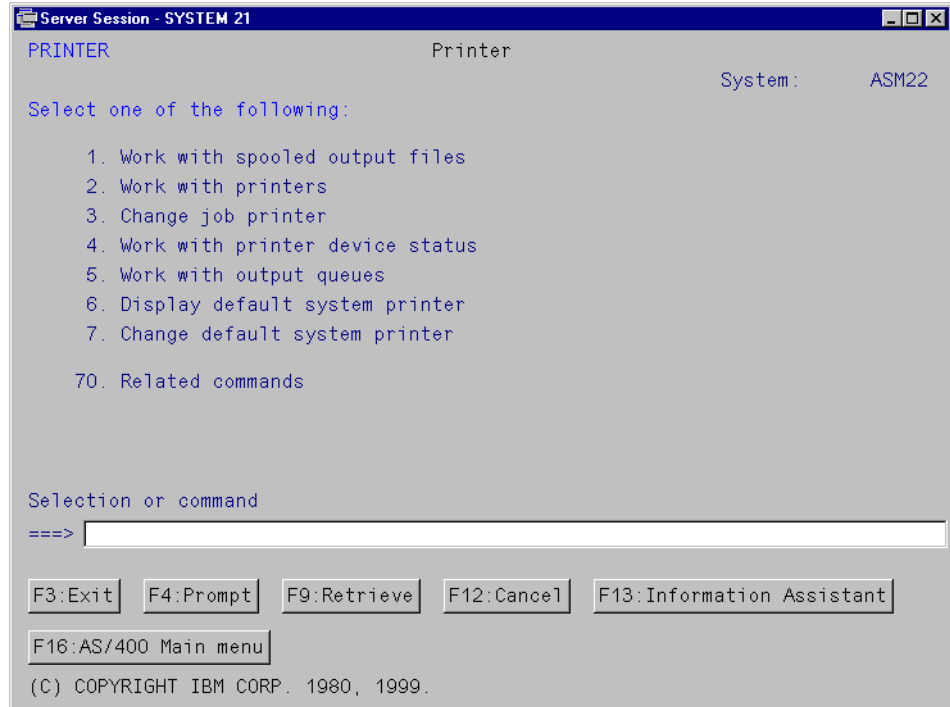 Server Session - SYSTEM 21
PRINTER Printer
System: ASM22
Select one of the following:
1. Work with spooled output files
2. Work with printers
3. Change job printer
4. Work with printer device status
5. Work with output queues
6. Display default system printer
7. Change default system printer
70. Related commands
Selection or command
===>
F3:Exit F4:Prompt F9:Retrieve F12:Cancel F13:Information Assistant
F16:AS/400 Main menu
(C) COPYRIGHT IBM CORP. 1980, 1999.